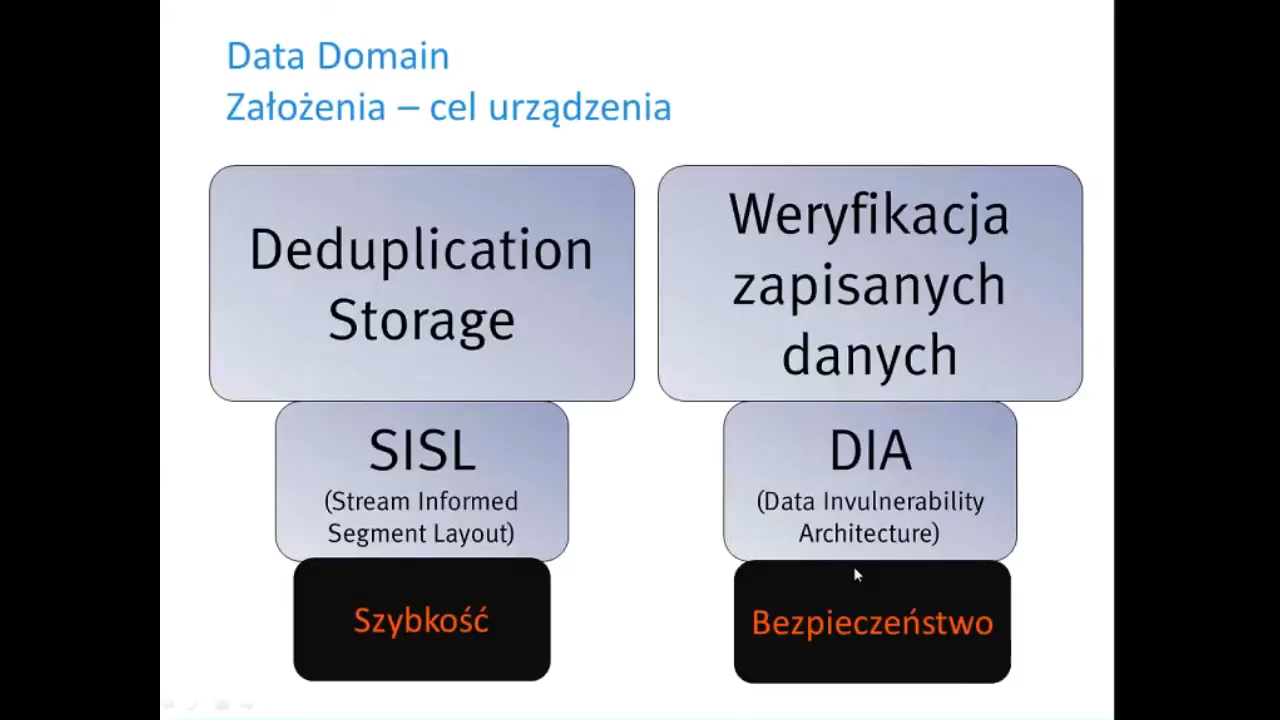 Data Domain
Założenia – cel urządzenia
Deduplication
Storage
SISL
(Stream Informed
Segment Layout)
Szybkość
Weryfikacja
zapisanych
danych
DIA
(Data Invulnerability
Architecture)
Bezpieczeństwo